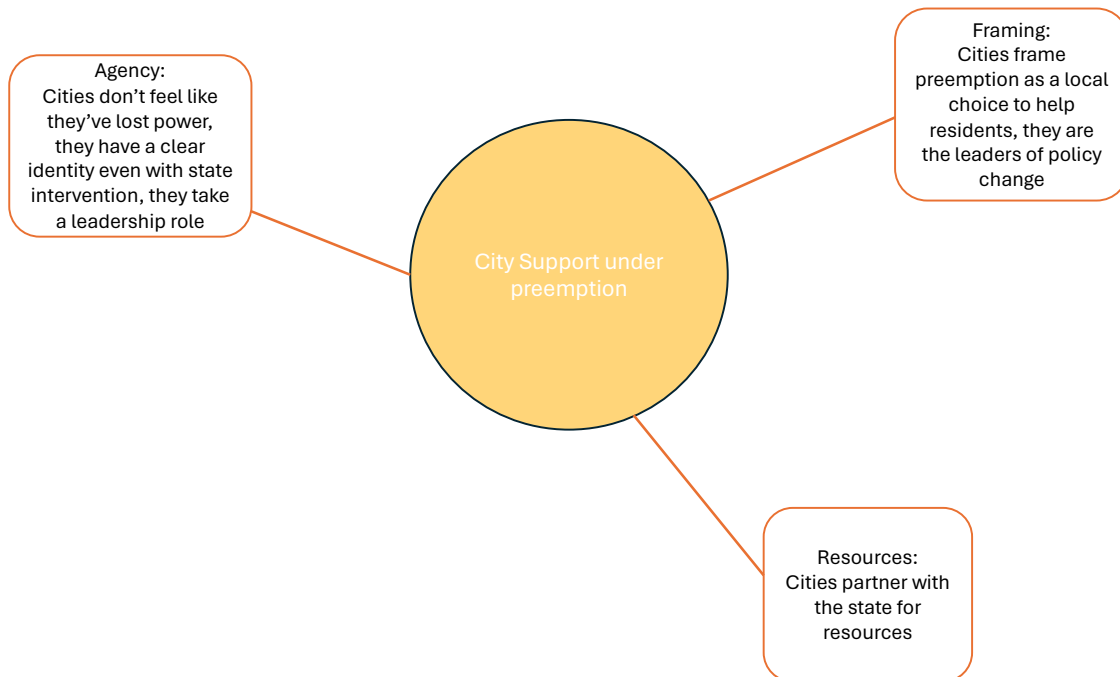 Agency:
Cities don’t feel like
they’ve lost power,
they have a clear
identity even with state
intervention, they take
a leadership role
Framing:
Cities frame
preemption as a local
choice to help
residents, they are
the leaders of policy
change
City Support under
preemption
Resources:
Cities partner with
the state for
resources